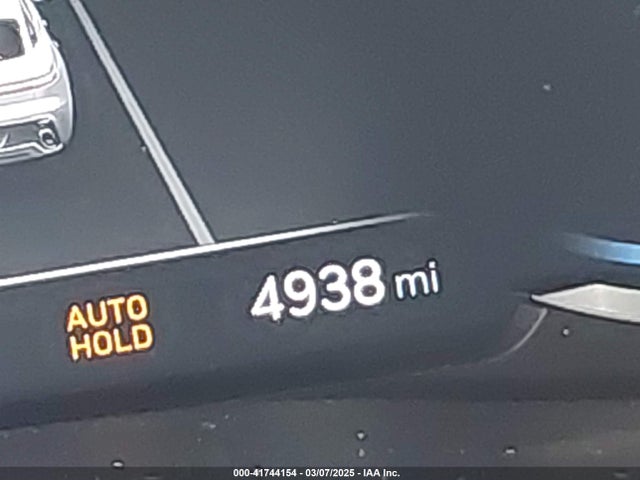 4938 mi
AUTO
HOLD
000-41744154 - 03/07/2025 - IAA Inc.